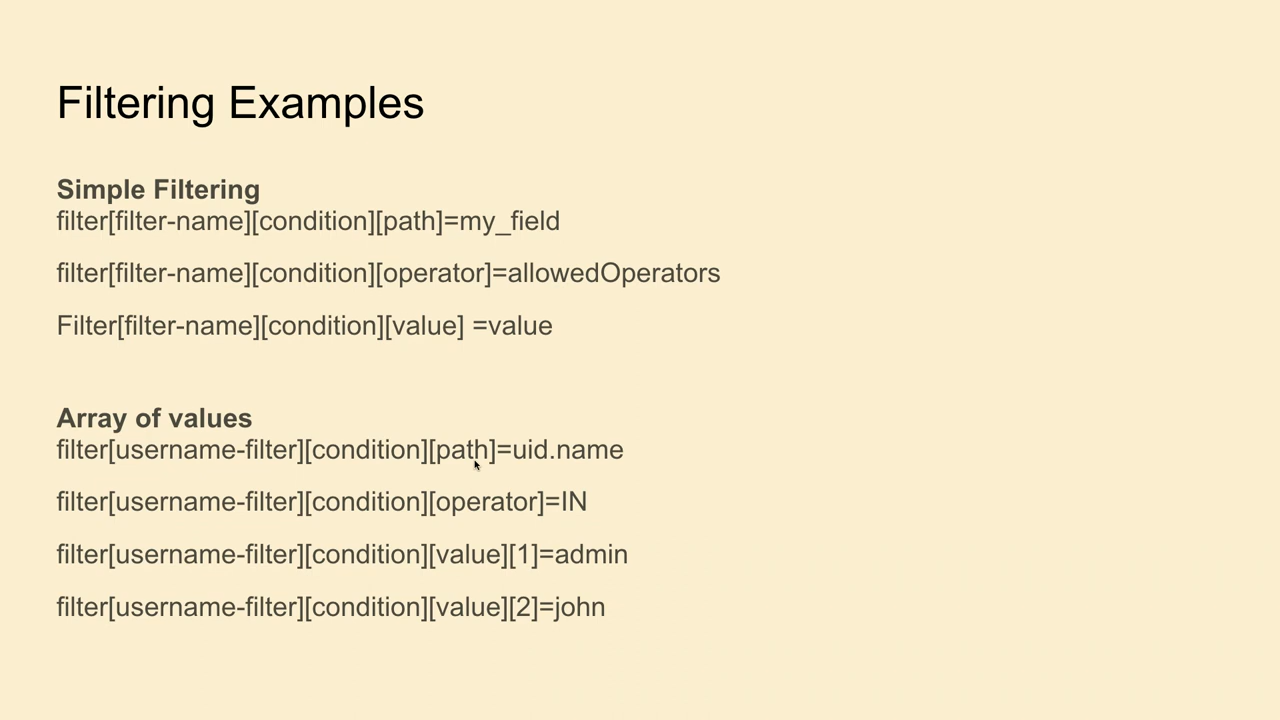 Filtering Examples
Simple Filtering
filter[filter-name][condition][path]=my_field
filter[filter-name][condition][operator]=allowedOperators
Filter[filter-name][condition][value] =value
Array of values
filter[username-filter][condition][path]=uid.name
filter[username-filter][condition][operator]=IN
filter[username-filter][condition][value][1]=admin
filter[username-filter][condition][value][2]=john